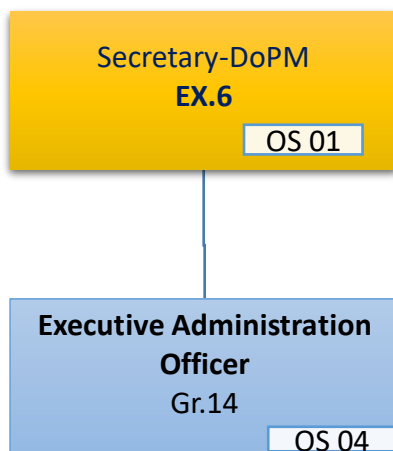 Secretary-DoPM
EX.6
OS 01
Executive Administration
Officer
Gr.14
OS 04